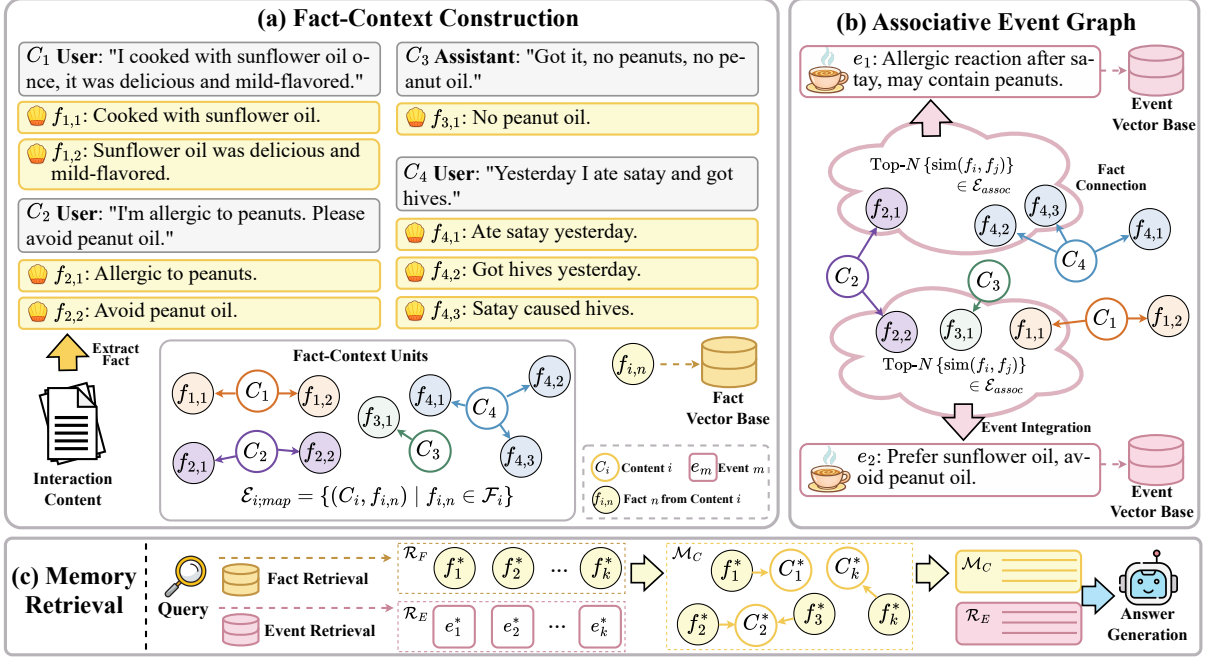 (a) Fact-Context Construction
C₁ User: "I cooked with sunflower oil o-
nce, it was delicious and mild-flavored."
f₁,₁: Cooked with sunflower oil.
f₁,₂: Sunflower oil was delicious and
mild-flavored.
C₂ User: "I'm allergic to peanuts. Please
avoid peanut oil."
f₂,₁: Allergic to peanuts.
f₂,₂: Avoid peanut oil.
C₃ Assistant: "Got it, no peanuts, no pe-
anut oil."
f₃,₁: No peanut oil.
C₄ User: "Yesterday I ate satay and got
hives."
f₄,₁: Ate satay yesterday.
f₄,₂: Got hives yesterday.
f₄,₃: Satay caused hives.
Extract
Fact
Interaction
Content
Fact-Context Units
f₁,₁
C₁
f₁,₂
f₂,₁
C₂
f₂,₂
f₃,₁
C₃
f₄,₁
C₄
f₄,₂
f₄,₃
ℰᵢ;ₘₐₚ = {(Cᵢ, fᵢ,ₙ) | fᵢ,ₙ ∈ ℱᵢ}
fᵢ,ₙ
Fact
Vector Base
Cᵢ Content i
eₘ Event m
fᵢ,ₙ Fact n from Content i
(b) Associative Event Graph
e₁: Allergic reaction after sa-
tay, may contain peanuts.
Event
Vector Base
Top-N {sim(fᵢ, fⱼ)}
∈ ℰ_assoc
Fact
Connection
f₂,₁
f₄,₃
f₄,₂
f₄,₁
C₄
C₂
C₃
f₂,₂
f₃,₁
f₁,₁
C₁
f₁,₂
Top-N {sim(fᵢ, fⱼ)}
∈ ℰ_assoc
Event Integration
e₂: Prefer sunflower oil, av-
oid peanut oil.
Event
Vector Base
(c) Memory
Retrieval
Query
Fact Retrieval
Event Retrieval
ℛ_F
f₁* f₂* ... fₖ*
ℛ_E
e₁* e₂* ... eₖ*
ℳ_C
f₁* C₁* Cₖ*
f₂* C₂* f₃* fₖ*
ℳ_C
ℛ_E
Answer
Generation